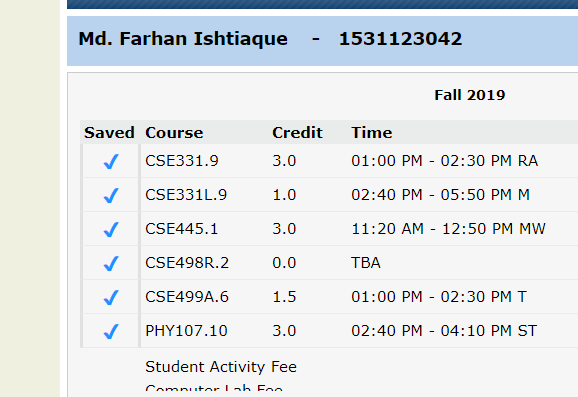 Md. Farhan Ishtiaque - 1531123042
Fall 2019
Saved Course Credit Time
CSE331.9 3.0 01:00 PM - 02:30 PM RA
CSE331L.9 1.0 02:40 PM - 05:50 PM M
CSE445.1 3.0 11:20 AM - 12:50 PM MW
CSE498R.2 0.0 TBA
CSE499A.6 1.5 01:00 PM - 02:30 PM T
PHY107.10 3.0 02:40 PM - 04:10 PM ST
Student Activity Fee
Computer Lab Fee